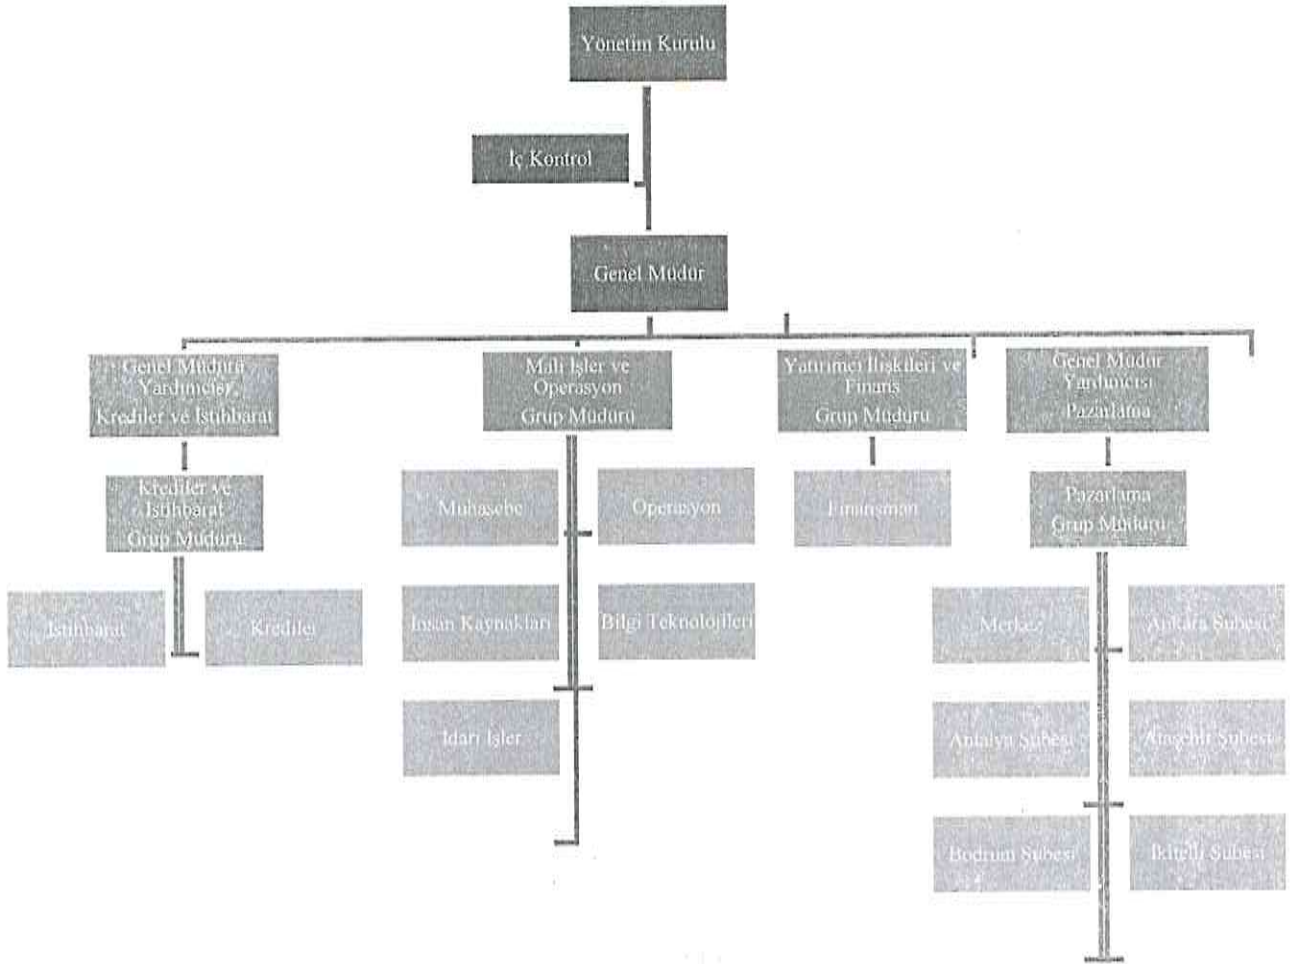 Yönetim Kurulu
İç Kontrol
Genel Müdür
Genel Müdürü
Yardımcısı
Krediler ve İstihbarat
Mali İşler ve
Operasyon
Grup Müdürü
Yatırımcı İlişkileri ve
Finans
Grup Müdürü
Genel Müdür
Yardımcısı
Pazarlama
Krediler ve
İstihbarat
Grup Müdürü
Muhasebe
Operasyon
Finansman
Pazarlama
Grup Müdürü
İstihbarat
Krediler
İnsan Kaynakları
Bilgi Teknolojileri
Merkez
Ankara Şubesi
İdari İşler
Antalya Şubesi
Ataşehir Şubesi
Bodrum Şubesi
İkitelli Şubesi